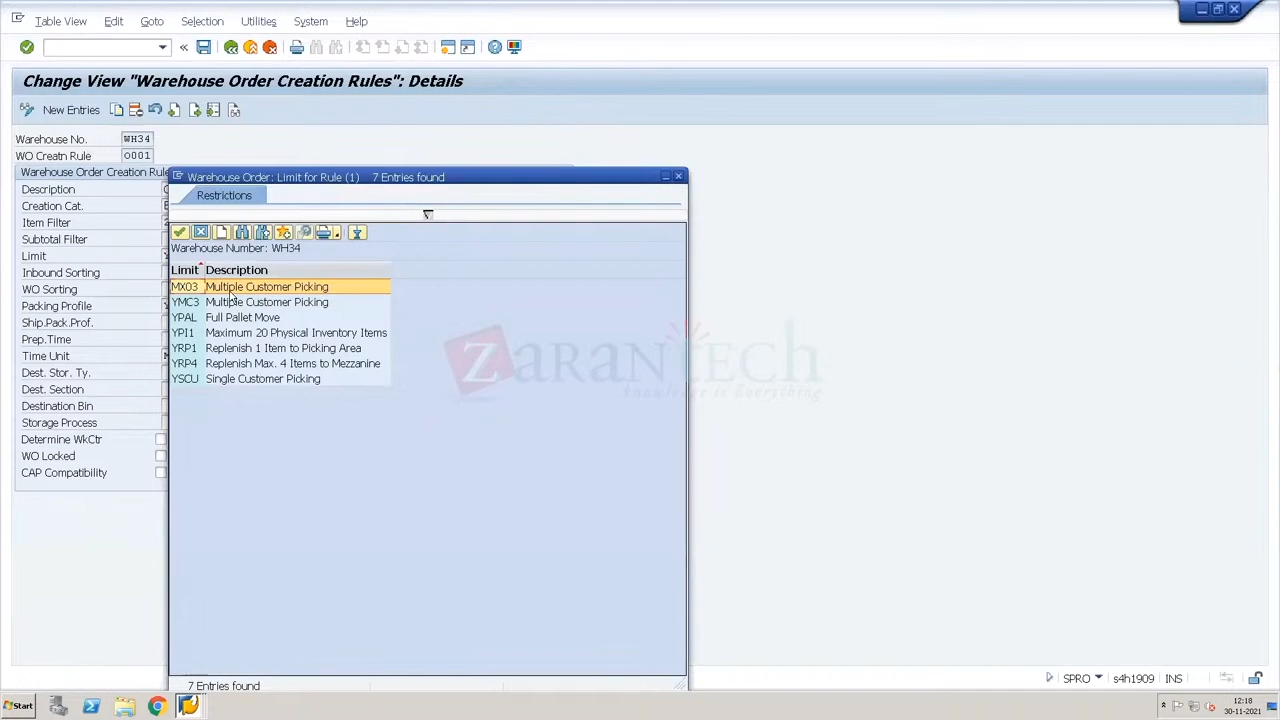 Table View Edit Goto Selection Utilities System Help
Change View "Warehouse Order Creation Rules": Details
New Entries
Warehouse No. WH34
WO Creatn Rule O001
Warehouse Order Creation Rule
Description
Creation Cat.
Item Filter
Subtotal Filter
Limit
Inbound Sorting
WO Sorting
Packing Profile
Ship.Pack.Prof.
Prep.Time
Time Unit
Dest. Stor. Ty.
Dest. Section
Destination Bin
Storage Process
Determine WkCtr
WO Locked
CAP Compatibility
Warehouse Order: Limit for Rule (1) 7 Entries found
Restrictions
Warehouse Number: WH34
Limit Description
MX03 Multiple Customer Picking
YMC3 Multiple Customer Picking
YPAL Full Pallet Move
YPI1 Maximum 20 Physical Inventory Items
YRP1 Replenish 1 Item to Picking Area
YRP4 Replenish Max. 4 Items to Mezzanine
YSCU Single Customer Picking
7 Entries found
ZaranTech
Knowledge is Everything
SPRO s4h1909 INS
Start
12:18
30-11-2021